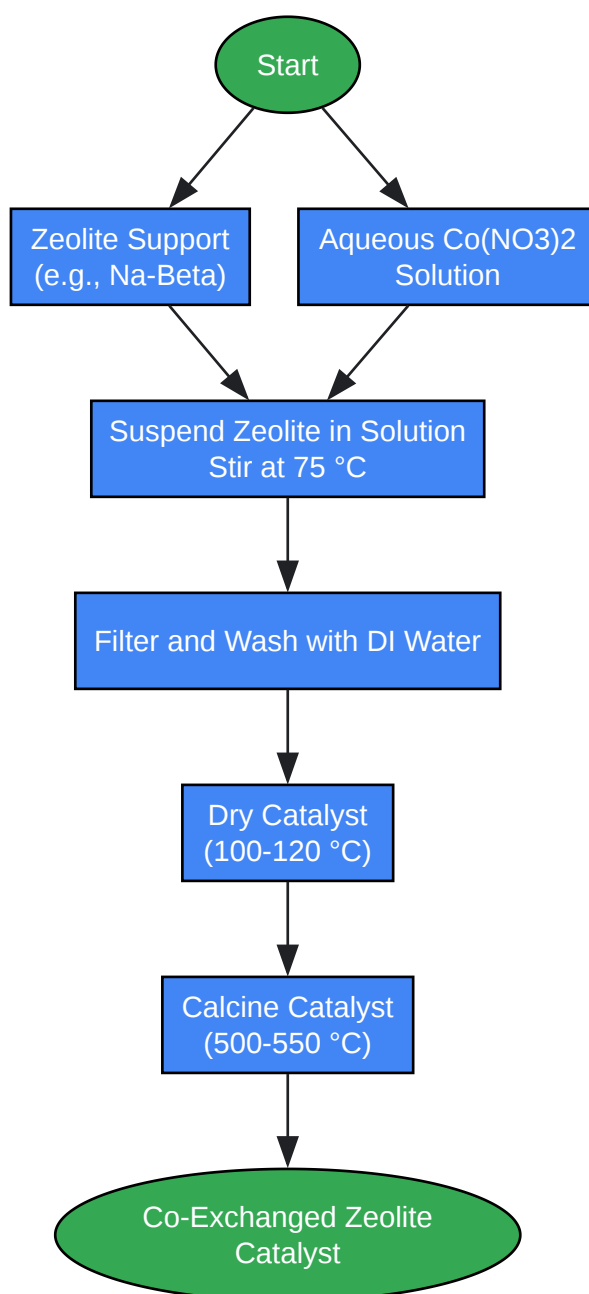 Start
Zeolite Support
(e.g., Na-Beta)
Aqueous Co(NO3)2
Solution
Suspend Zeolite in Solution
Stir at 75 °C
Filter and Wash with DI Water
Dry Catalyst
(100-120 °C)
Calcine Catalyst
(500-550 °C)
Co-Exchanged Zeolite
Catalyst